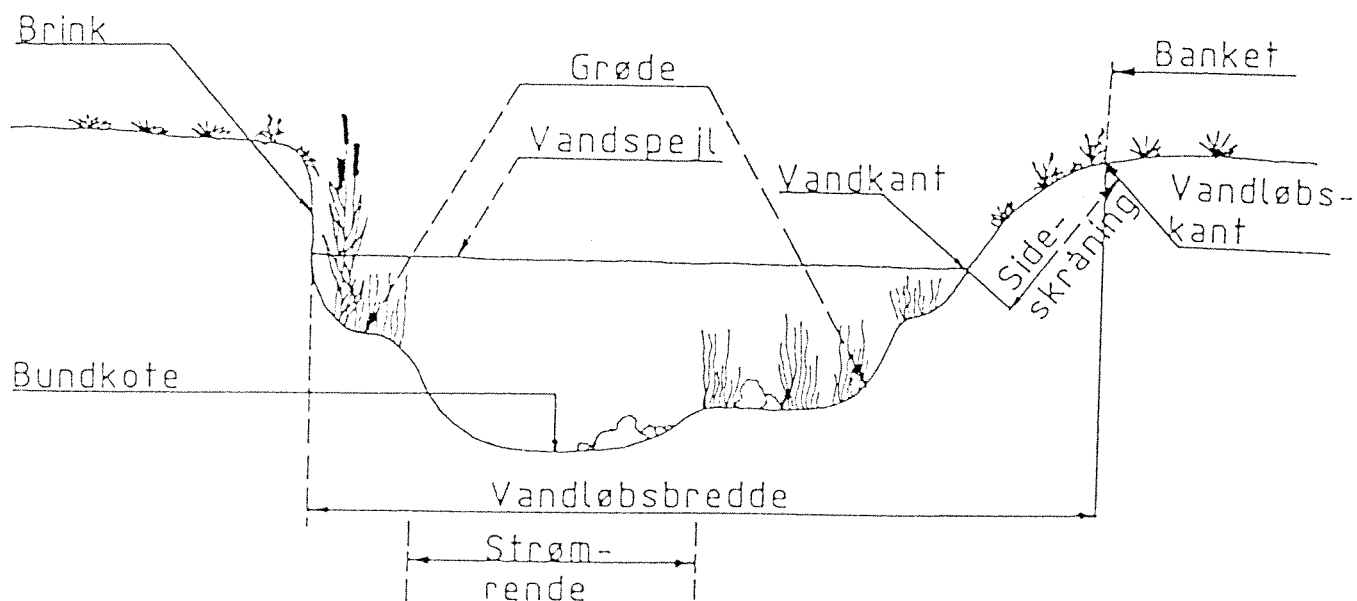 Brink
Banket
Grøde
Vandspejl
Vandkant
Vandløbs-
kant
Side-
skråning
Bundkote
Vandløbsbredde
Strøm-
rende